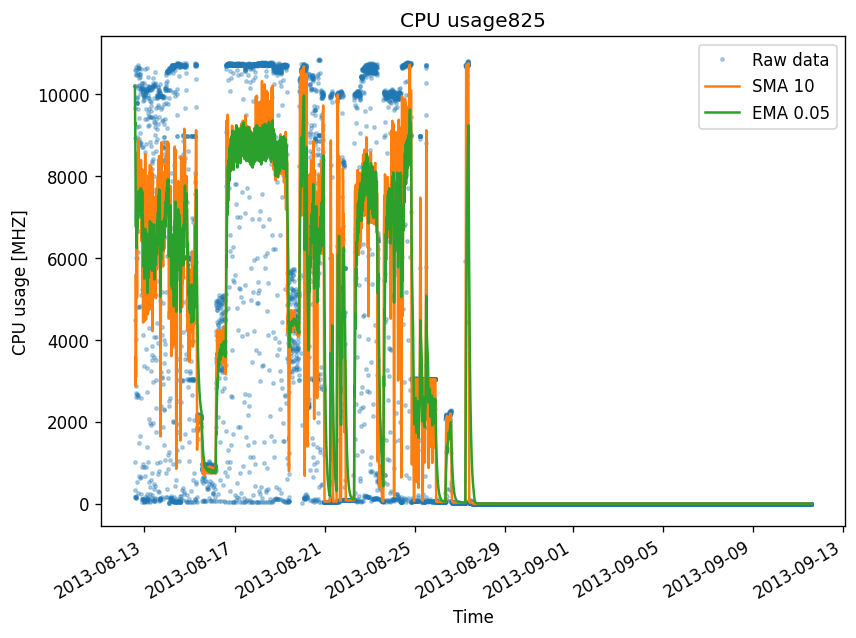 CPU usage825
Raw data
SMA 10
EMA 0.05
CPU usage [MHZ]
10000
8000
6000
4000
2000
0
2013-08-13
2013-08-17
2013-08-21
2013-08-25
2013-08-29
2013-09-01
2013-09-05
2013-09-09
2013-09-13
Time